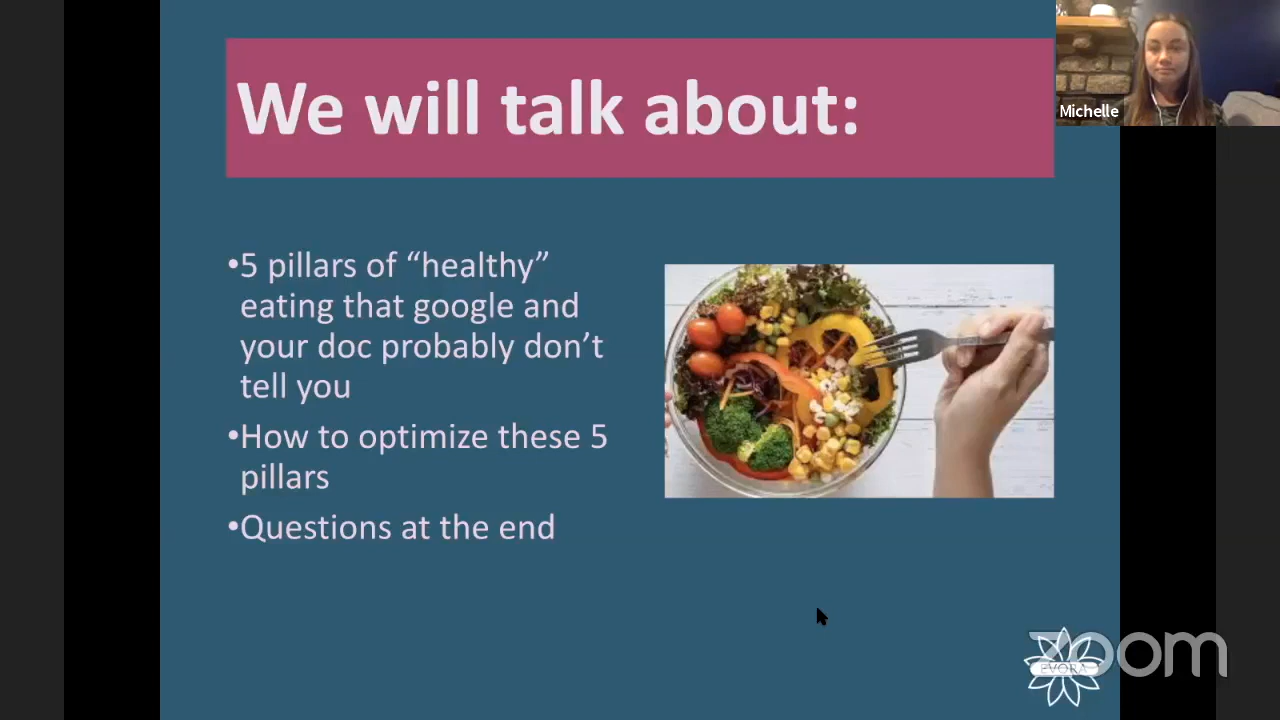 We will talk about:
Michelle
•5 pillars of “healthy”
eating that google and
your doc probably don’t
tell you
•How to optimize these 5
pillars
•Questions at the end
zoom
EVORA